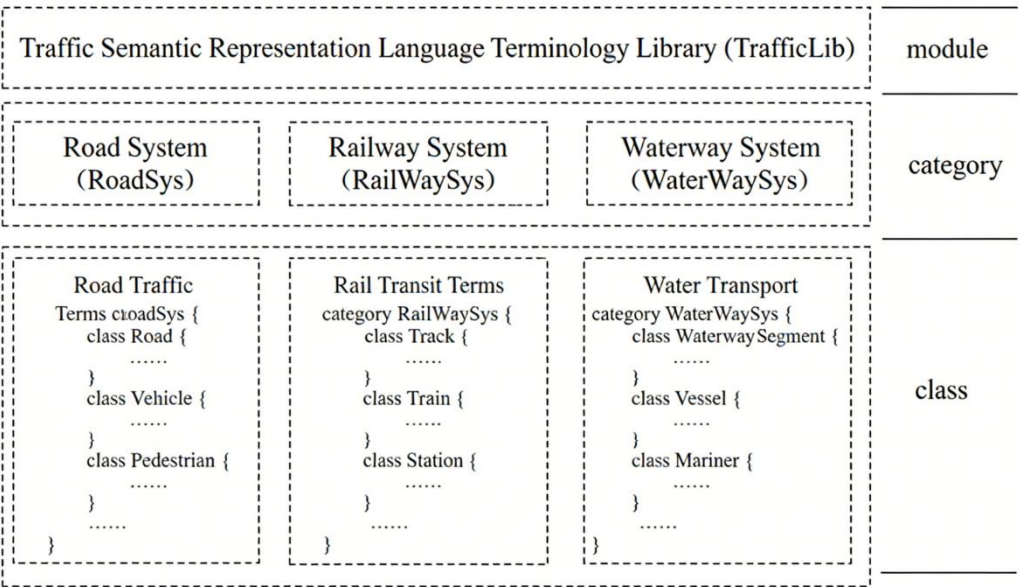 Traffic Semantic Representation Language Terminology Library (TrafficLib)
module
Road System
(RoadSys)
Railway System
(RailWaySys)
Waterway System
(WaterWaySys)
category
Road Traffic
Terms croadSys {
class Road {
......
}
class Vehicle {
......
}
class Pedestrian {
......
}
......
}
Rail Transit Terms
category RailWaySys {
class Track {
......
}
class Train {
......
}
class Station {
......
}
......
}
Water Transport
category WaterWaySys {
class WaterwaySegment {
......
}
class Vessel {
......
}
class Mariner {
......
}
......
}
class